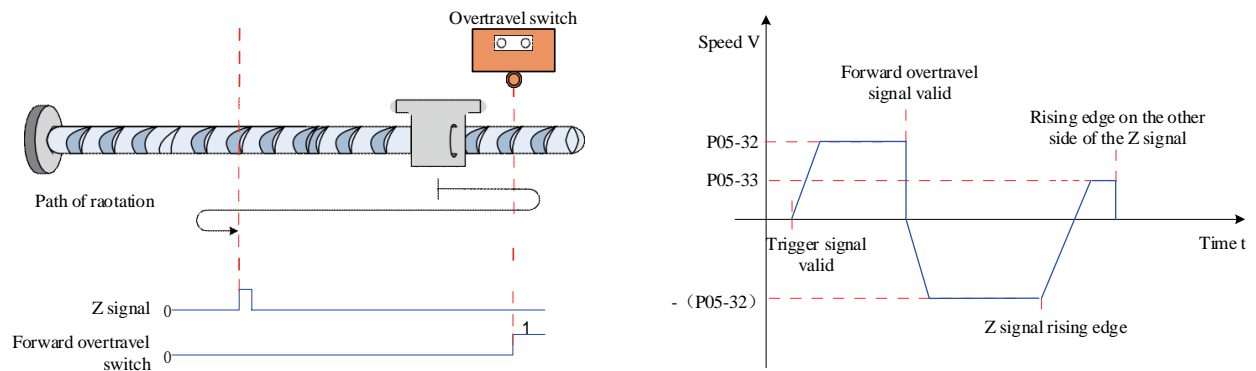 Overtravel switch
Path of raotation
Z signal
0
Forward overtravel
switch
0
1
Speed V
Forward overtravel
signal valid
Rising edge on the other
side of the Z signal
P05-32
P05-33
Trigger signal
valid
Time t
-（P05-32）
Z signal rising edge